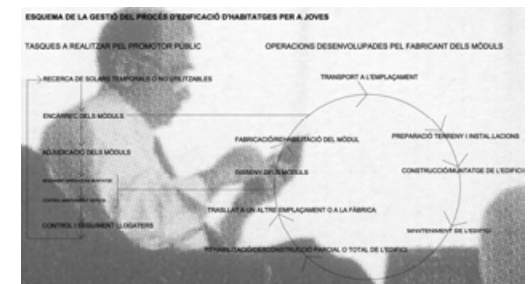 ESQUEMA DE LA GESTIÓ DEL PROCÉS D'EDIFICACIÓ D'HABITATGES PER A JOVES
TASQUES A REALITZAR PEL PROMOTOR PÚBLIC
RECERCA DE SOLARS TEMPORALS O NO UTILITZABLES
ENCÀRREC DELS MÒDULS
ADJUDICACIÓ DELS MÒDULS
CONTROL I SEGUIMENT LLOGATERS
OPERACIONS DESENVOLUPADES PEL FABRICANT DELS MÒDULS
TRANSPORT A L'EMPLAÇAMENT
PREPARACIÓ TERRENY I INSTAL.LACIONS
CONSTRUCCIÓ/MUNTATGE DE L'EDIFICI
MANTENIMENT DE L'EDIFICI
REHABILITACIÓ/DESCONSTRUCCIÓ PARCIAL O TOTAL DE L'EDIFICI
TRASLLAT A UN ALTRE EMPLAÇAMENT O A LA FÀBRICA
DISSENY DELS MÒDULS
FABRICACIÓ/REHABILITACIÓ DEL MÒDUL